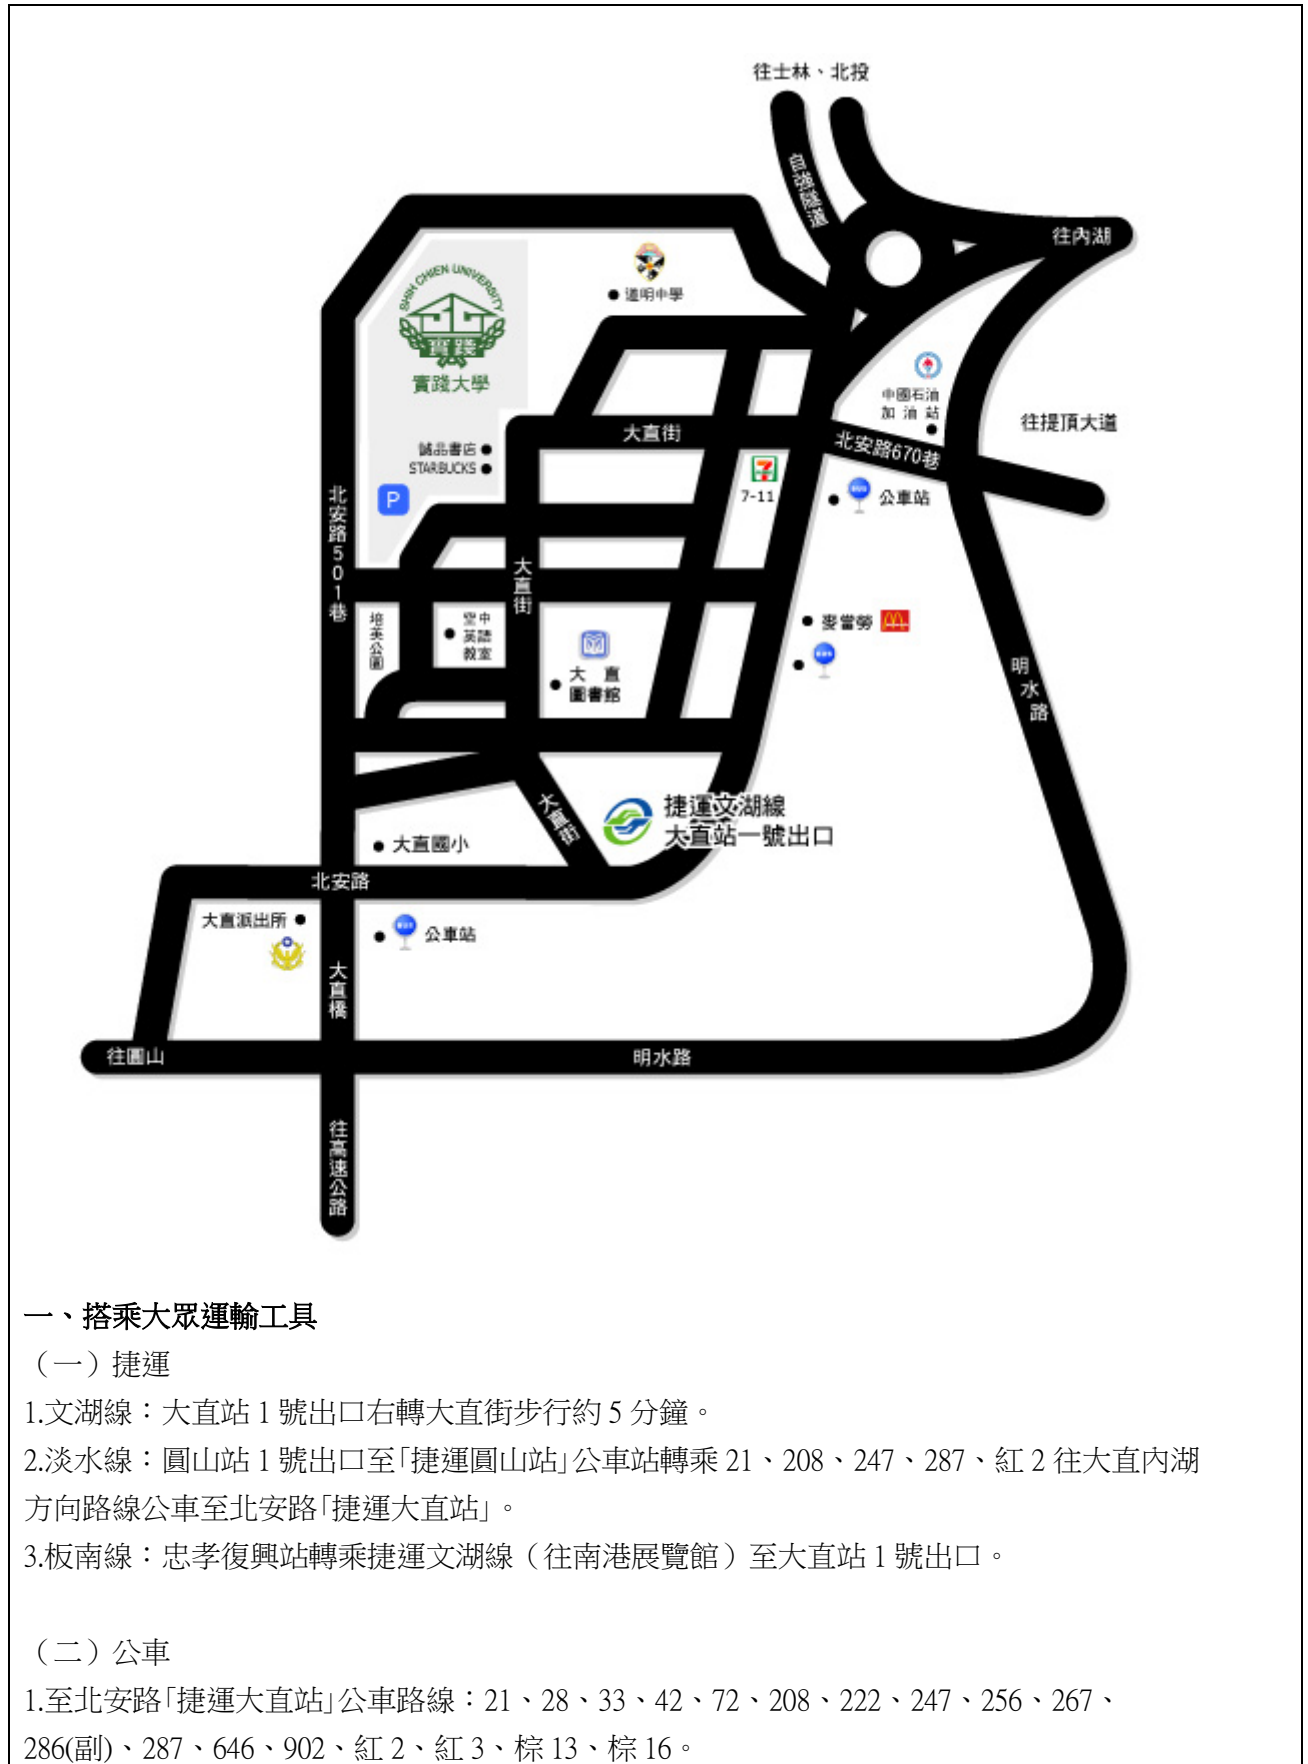 往士林、北投
自強隧道
往內湖
SHIH CHIEN UNIVERSITY
實踐
實踐大學
道明中學
中國石油
加油站
往提頂大道
大直街
北安路670巷
誠品書店
STARBUCKS
P
7-11
公車站
北安路501巷
大直街
培英公園
空中
英語
教室
大直
圖書館
麥當勞
明水路
大直街
捷運文湖線
大直站一號出口
大直國小
北安路
大直派出所
公車站
大直橋
往圓山
明水路
往高速公路
一、搭乘大眾運輸工具
（一）捷運
1.文湖線：大直站 1 號出口右轉大直街步行約 5 分鐘。
2.淡水線：圓山站 1 號出口至「捷運圓山站」公車站轉乘 21、208、247、287、紅 2 往大直內湖
方向路線公車至北安路「捷運大直站」。
3.板南線：忠孝復興站轉乘捷運文湖線（往南港展覽館）至大直站 1 號出口。
（二）公車
1.至北安路「捷運大直站」公車路線：21、28、33、42、72、208、222、247、256、267、
286(副)、287、646、902、紅 2、紅 3、棕 13、棕 16。